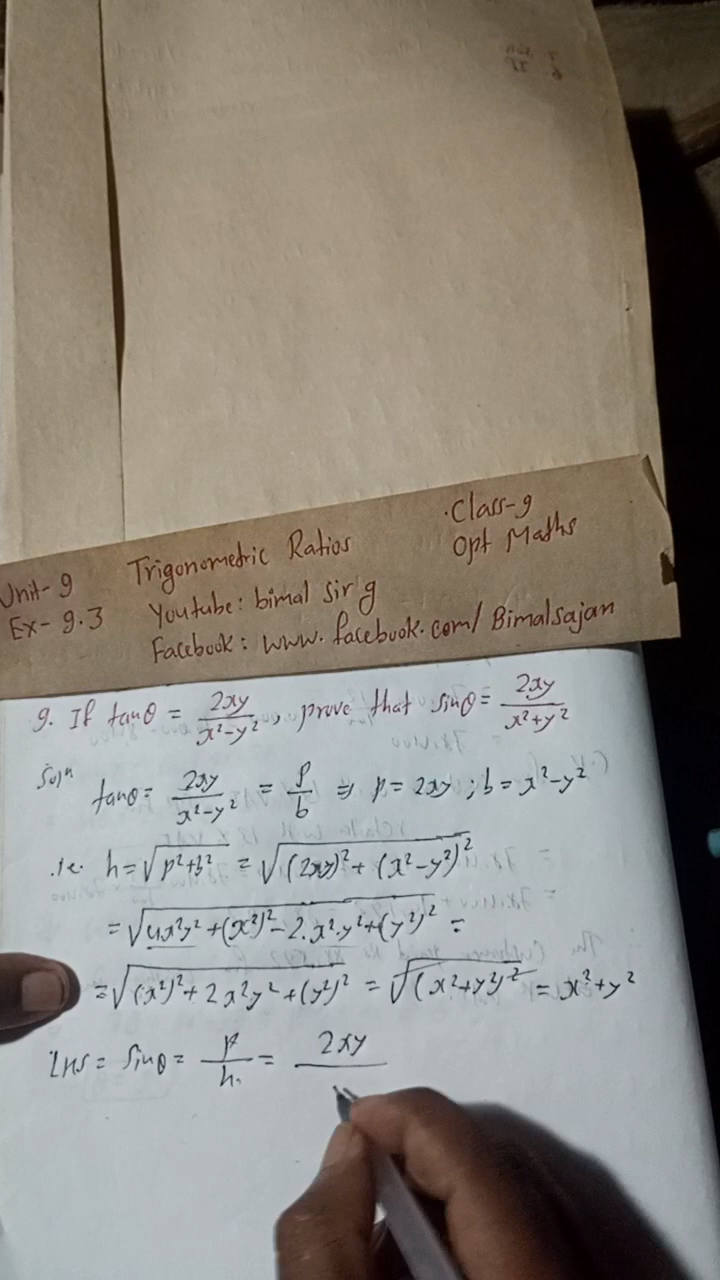 Unit-9 Trigonometric Ratios Class-9
Ex-9.3 Youtube: bimal sir g Opt Maths
Facebook: www.facebook.com/Bimalsajan
9. If tanθ = 2xy/x²-y², prove that sinθ = 2xy/x²+y²
Sol^n tanθ = 2xy/x²-y² = p/b ⇒ p = 2xy ; b = x²-y²
.ie. h = √p²+b² = √(2xy)² + (x²-y²)²
= √4x²y² + (x²)² - 2.x².y² + (y²)² =
= √(x²)² + 2x²y² + (y²)² = √(x²+y²)² = x²+y²
LHS = sinθ = p/h = 2xy/